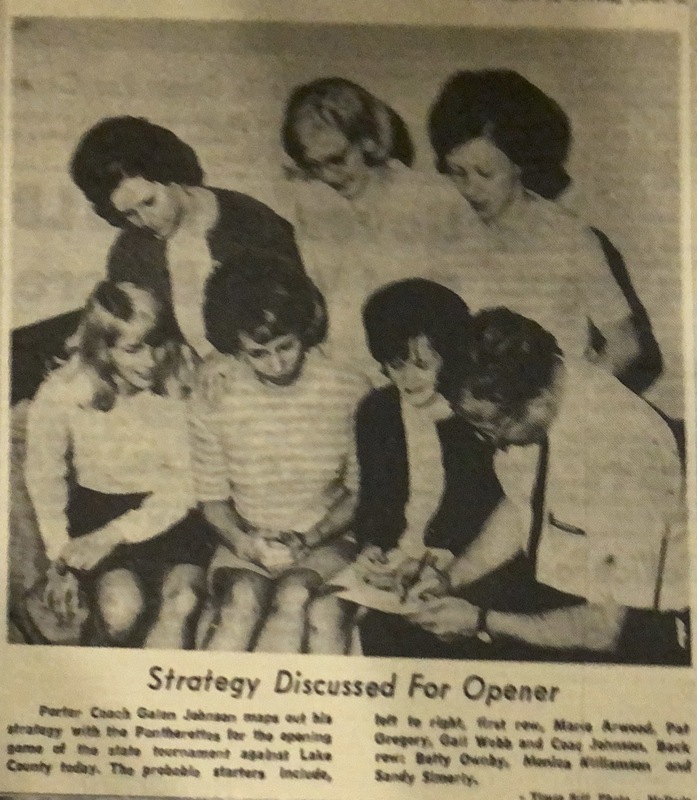 Strategy Discussed For Opener
Porter Coach Galen Johnson maps out his
strategy with the Pantherettes for the opening
game of the state tournament against Lake
County today. The probable starters include,
left to right, first row, Marie Arwood, Pat
Gregory, Gail Webb and Coac Johnson. Back
row: Betty Ownby, Monica Williamson and
Sandy Simerly.